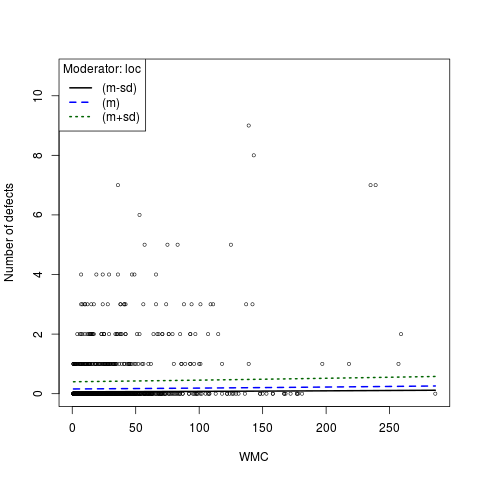 Moderator: loc
(m-sd)
(m)
(m+sd)
10
8
6
4
2
0
Number of defects
0 50 100 150 200 250
WMC